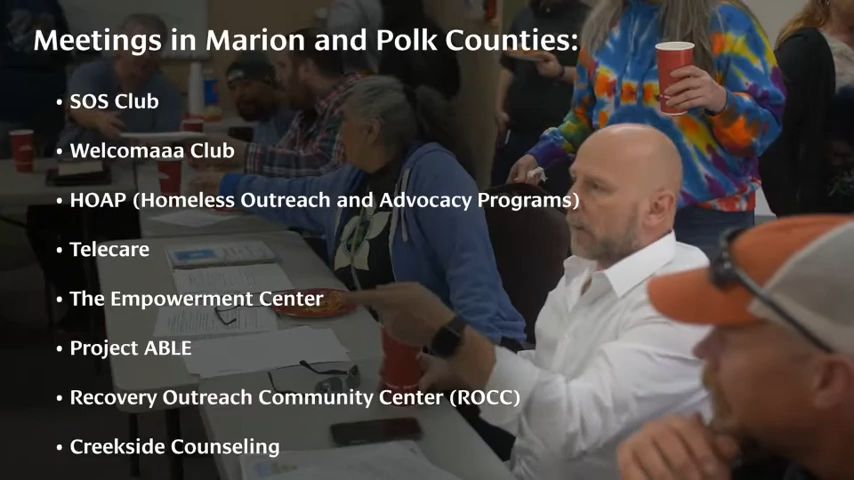 Meetings in Marion and Polk Counties:
• SOS Club
• Welcomaaa Club
• HOAP (Homeless Outreach and Advocacy Programs)
• Telecare
• The Empowerment Center
• Project ABLE
• Recovery Outreach Community Center (ROCC)
• Creekside Counseling